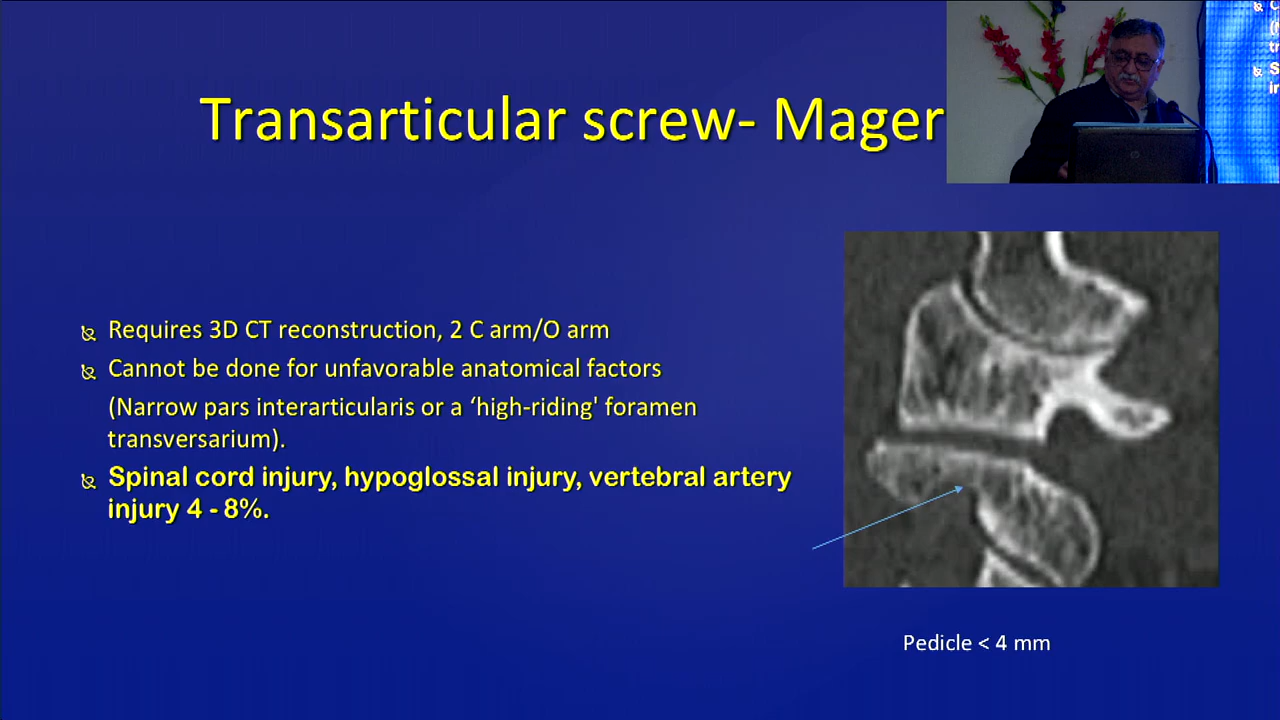 Transarticular screw- Mager
Requires 3D CT reconstruction, 2 C arm/O arm
Cannot be done for unfavorable anatomical factors
(Narrow pars interarticularis or a ‘high-riding' foramen
transversarium).
Spinal cord injury, hypoglossal injury, vertebral artery
injury 4 - 8%.
Pedicle < 4 mm